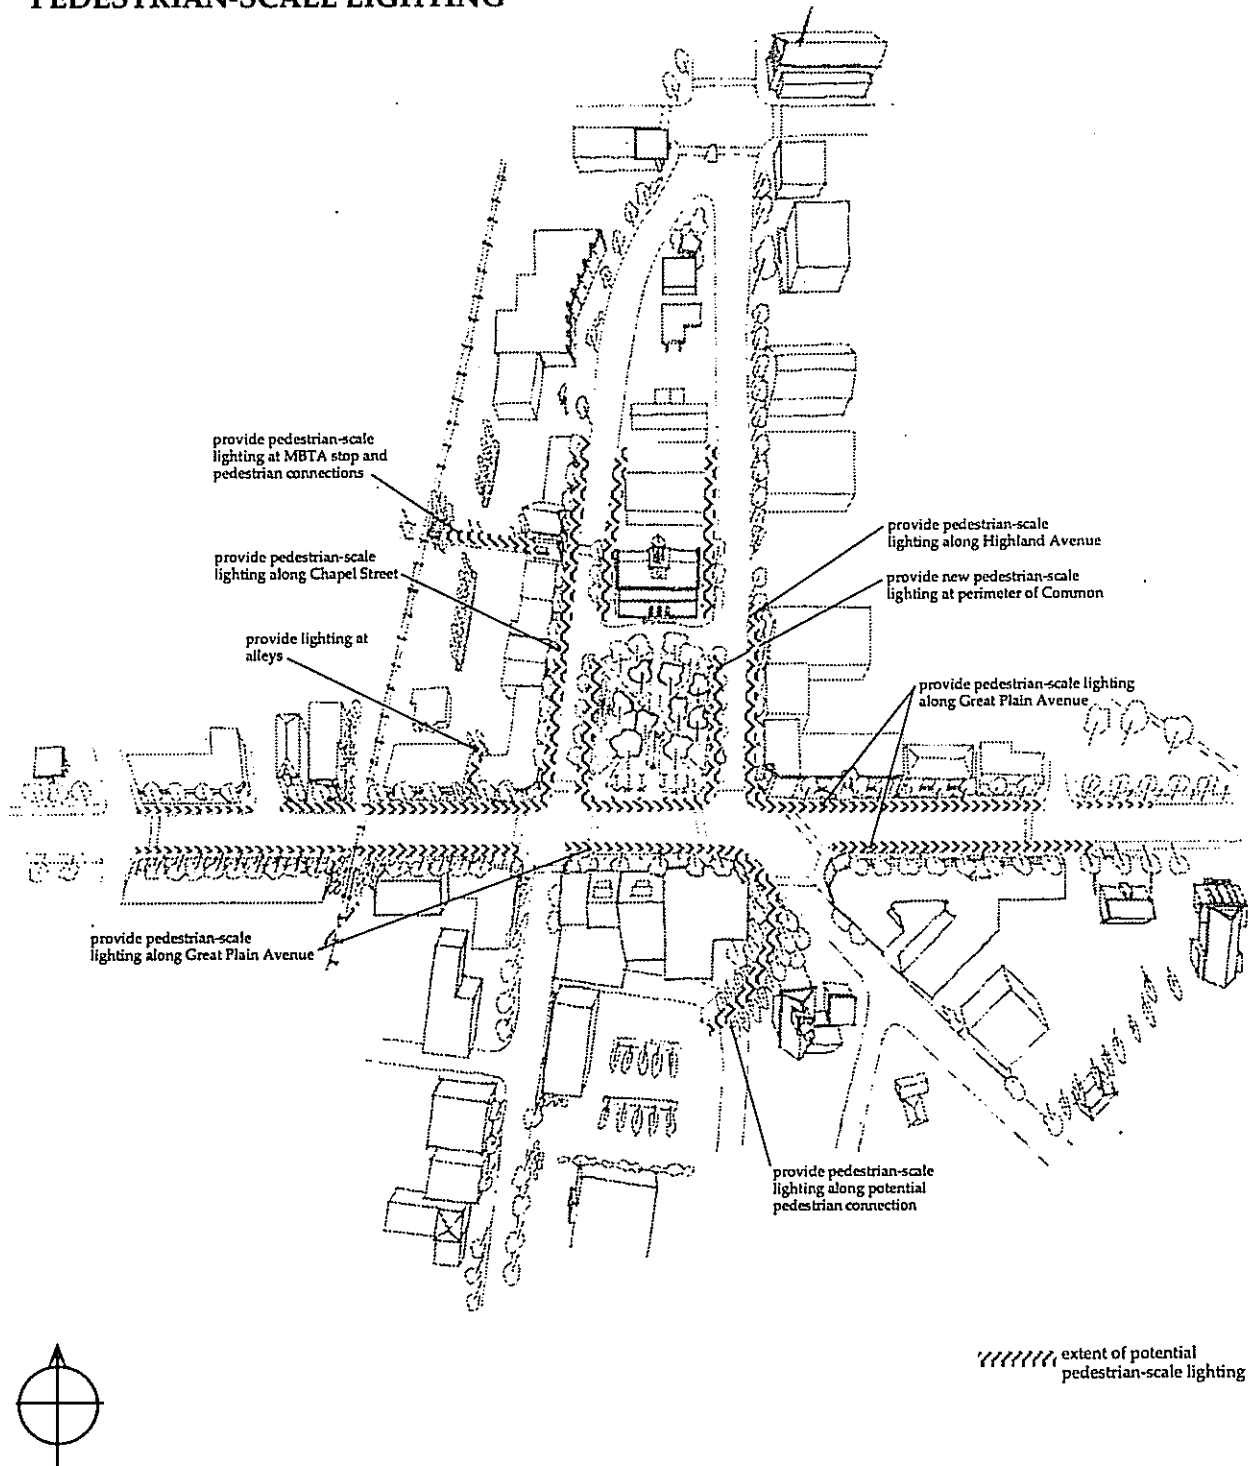 PEDESTRIAN-SCALE LIGHTING
provide pedestrian-scale
lighting at MBTA stop and
pedestrian connections
provide pedestrian-scale
lighting along Chapel Street
provide lighting at
alleys
provide pedestrian-scale
lighting along Highland Avenue
provide new pedestrian-scale
lighting at perimeter of Common
provide pedestrian-scale lighting
along Great Plain Avenue
provide pedestrian-scale
lighting along Great Plain Avenue
provide pedestrian-scale
lighting along potential
pedestrian connection
extent of potential
pedestrian-scale lighting